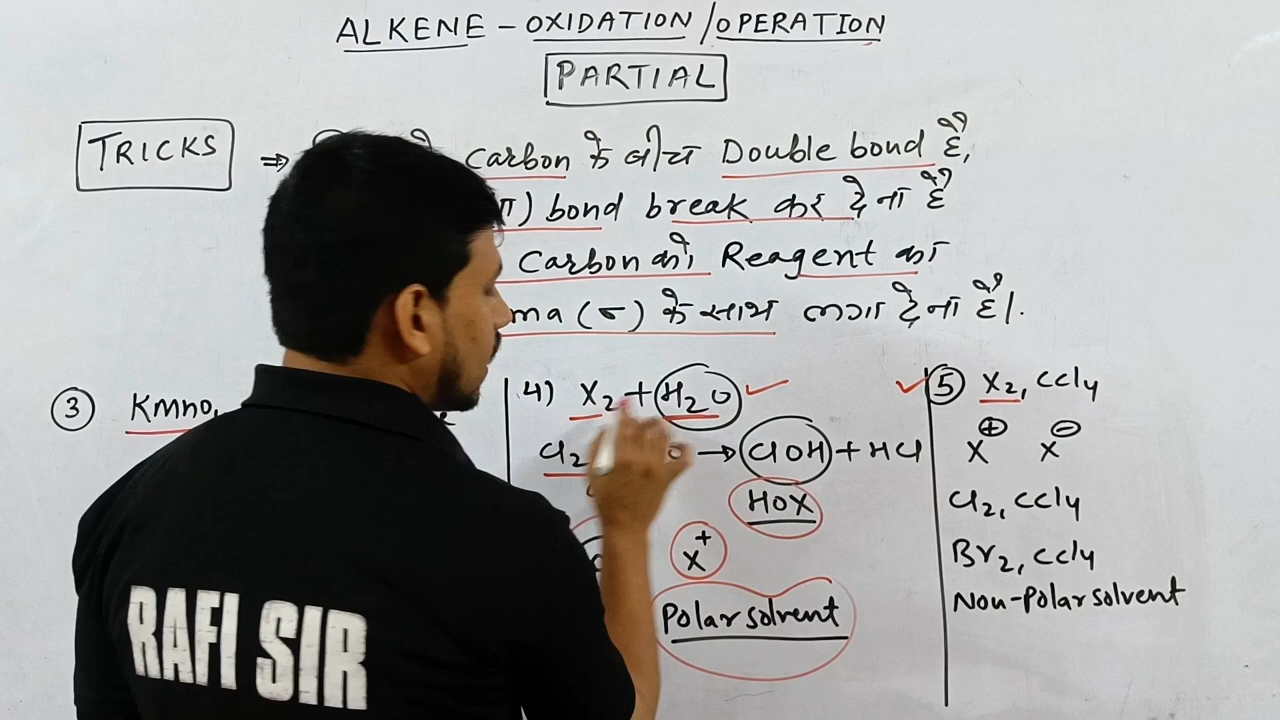 ALKENE - OXIDATION / OPERATION
PARTIAL
TRICKS ⇒ Carbon के बीच Double bond है,
π) bond break कर देता है
Carbon को Reagent का
ma (σ) के साथ लगा देता है।
③ Kmno
4) X2 + H2O ✓
Cl2 → ClOH + HCl
HOX
X+
Polar solvent
✓ ⑤ X2, CCl4
X⊕ X⊖
Cl2, CCl4
Br2, CCl4
Non-Polar solvent
RAFI SIR